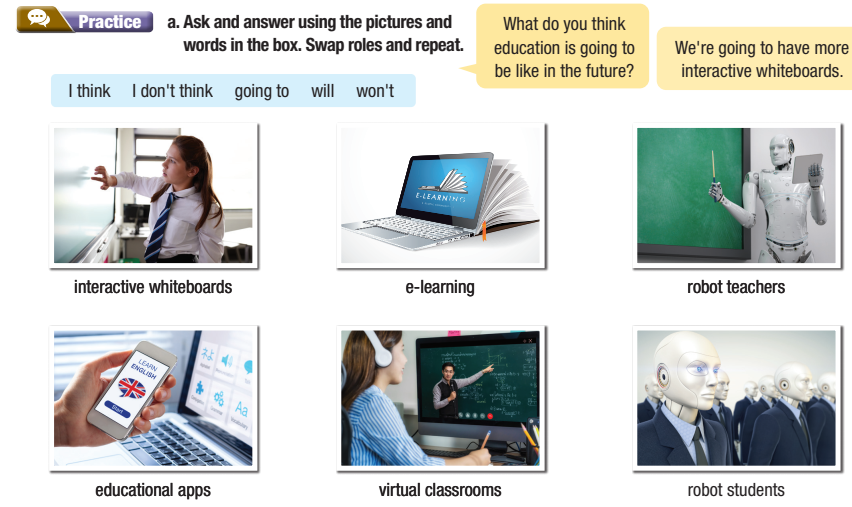 Practice
a. Ask and answer using the pictures and
words in the box. Swap roles and repeat.
What do you think
education is going to
be like in the future?
We're going to have more
interactive whiteboards.
I think I don't think going to will won't
E-LEARNING
interactive whiteboards
e-learning
robot teachers
LEARN
ENGLISH
Start
Aa
educational apps
virtual classrooms
robot students